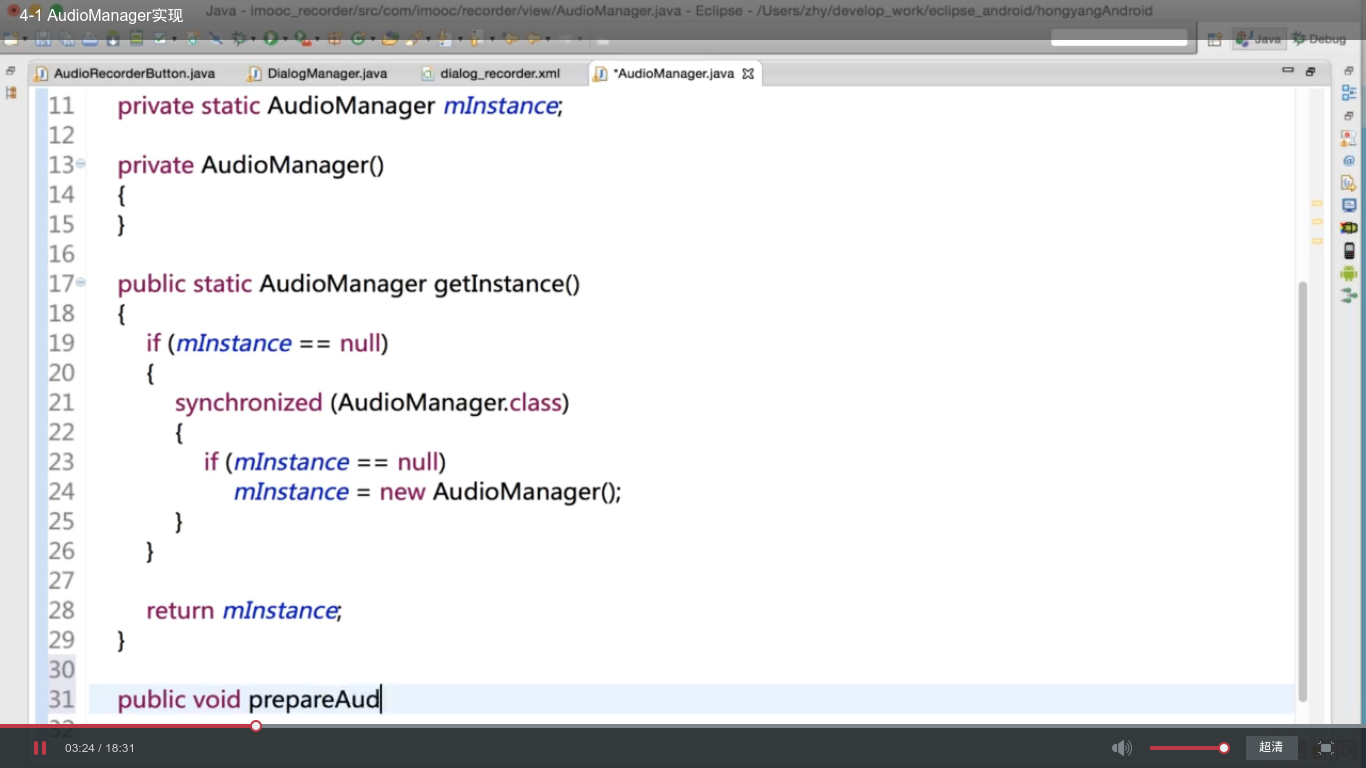 4-1 AudioManager实现
Java - imooc_recorder/src/com/imooc/recorder/view/AudioManager.java - Eclipse - /Users/zhy/develop_work/eclipse_android/hongyangAndroid
Java
Debug
AudioRecorderButton.java
DialogManager.java
dialog_recorder.xml
*AudioManager.java
11 private static AudioManager mInstance;
12
13 private AudioManager()
14 {
15 }
16
17 public static AudioManager getInstance()
18 {
19 if (mInstance == null)
20 {
21 synchronized (AudioManager.class)
22 {
23 if (mInstance == null)
24 mInstance = new AudioManager();
25 }
26 }
27
28 return mInstance;
29 }
30
31 public void prepareAud
32
03:24 / 18:31
超清